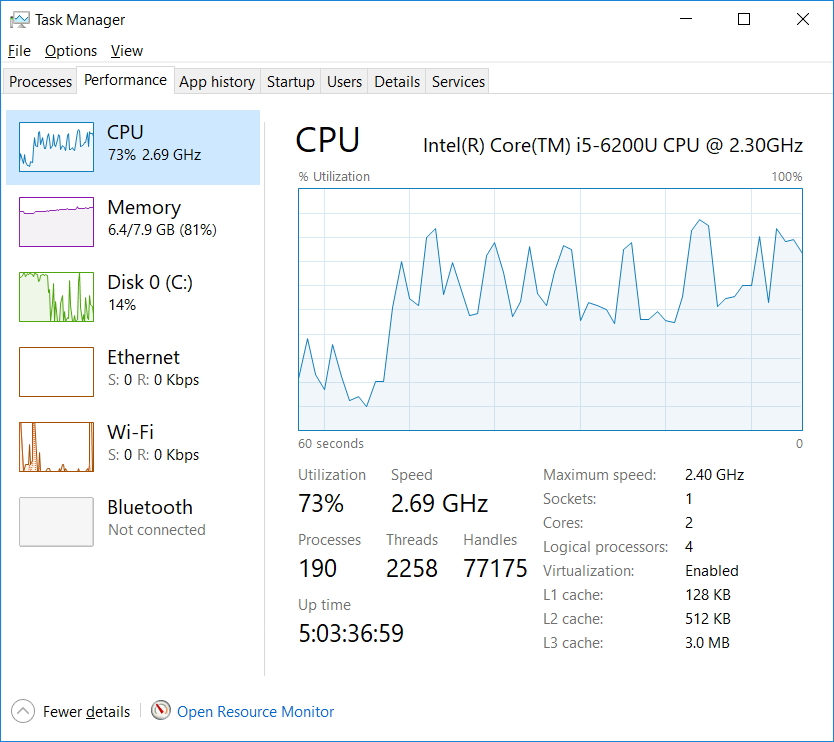 Task Manager
File Options View
Processes Performance App history Startup Users Details Services
CPU
73% 2.69 GHz
Memory
6.4/7.9 GB (81%)
Disk 0 (C:)
14%
Ethernet
S: 0 R: 0 Kbps
Wi-Fi
S: 0 R: 0 Kbps
Bluetooth
Not connected
CPU Intel(R) Core(TM) i5-6200U CPU @ 2.30GHz
% Utilization 100%
60 seconds 0
Utilization Speed
73% 2.69 GHz
Processes Threads Handles
190 2258 77175
Up time
5:03:36:59
Maximum speed: 2.40 GHz
Sockets: 1
Cores: 2
Logical processors: 4
Virtualization: Enabled
L1 cache: 128 KB
L2 cache: 512 KB
L3 cache: 3.0 MB
Fewer details Open Resource Monitor